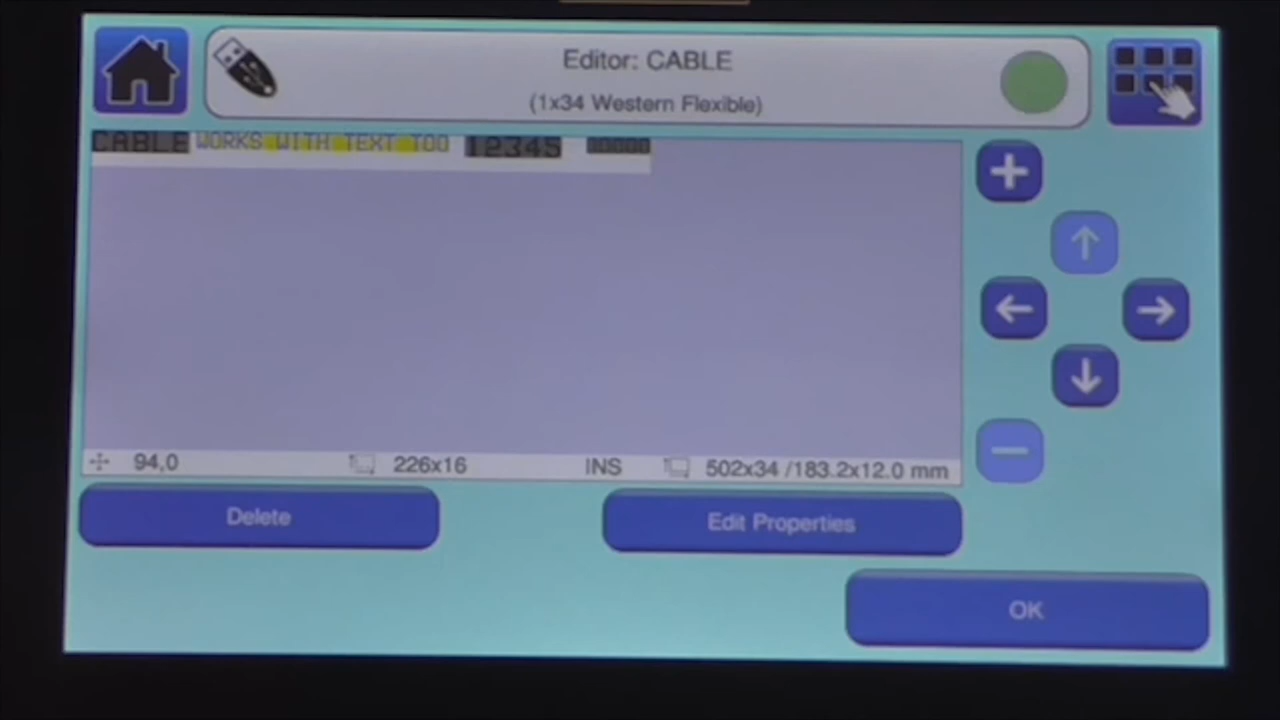 Editor: CABLE
(1x34 Western Flexible)
CABLE WORKS WITH TEXT TOO 12345 00000
94,0 226x16 INS 502x34 /183.2x12.0 mm
Delete Edit Properties
OK